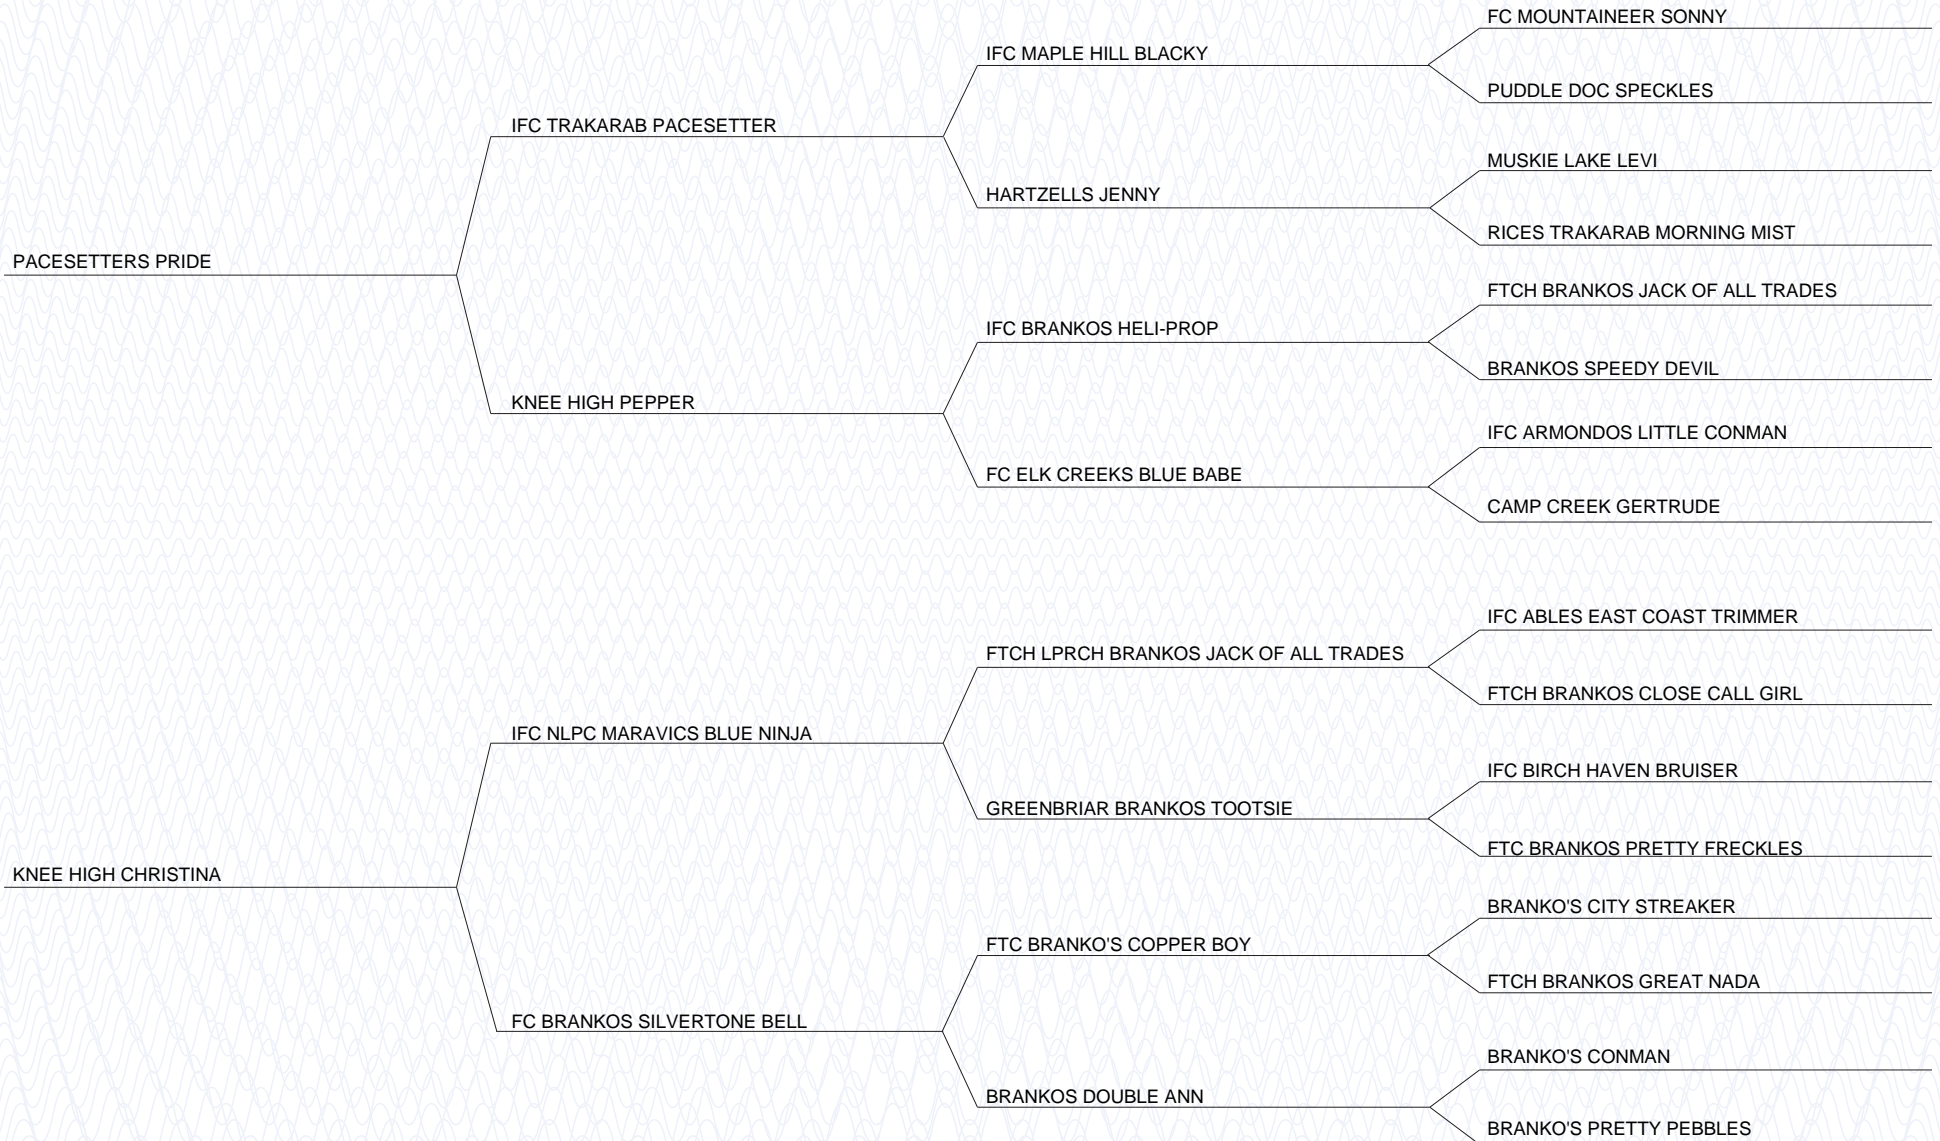 FC MOUNTAINEER SONNY
IFC MAPLE HILL BLACKY
PUDDLE DOC SPECKLES
IFC TRAKARAB PACESETTER
MUSKIE LAKE LEVI
HARTZELLS JENNY
RICES TRAKARAB MORNING MIST
PACESETTERS PRIDE
FTCH BRANKOS JACK OF ALL TRADES
IFC BRANKOS HELI-PROP
BRANKOS SPEEDY DEVIL
KNEE HIGH PEPPER
IFC ARMONDOS LITTLE CONMAN
FC ELK CREEKS BLUE BABE
CAMP CREEK GERTRUDE
IFC ABLES EAST COAST TRIMMER
FTCH LPRCH BRANKOS JACK OF ALL TRADES
FTCH BRANKOS CLOSE CALL GIRL
IFC NLPC MARAVICS BLUE NINJA
IFC BIRCH HAVEN BRUISER
GREENBRIAR BRANKOS TOOTSIE
FTC BRANKOS PRETTY FRECKLES
KNEE HIGH CHRISTINA
BRANKO'S CITY STREAKER
FTC BRANKO'S COPPER BOY
FTCH BRANKOS GREAT NADA
FC BRANKOS SILVERTONE BELL
BRANKO'S CONMAN
BRANKOS DOUBLE ANN
BRANKO'S PRETTY PEBBLES